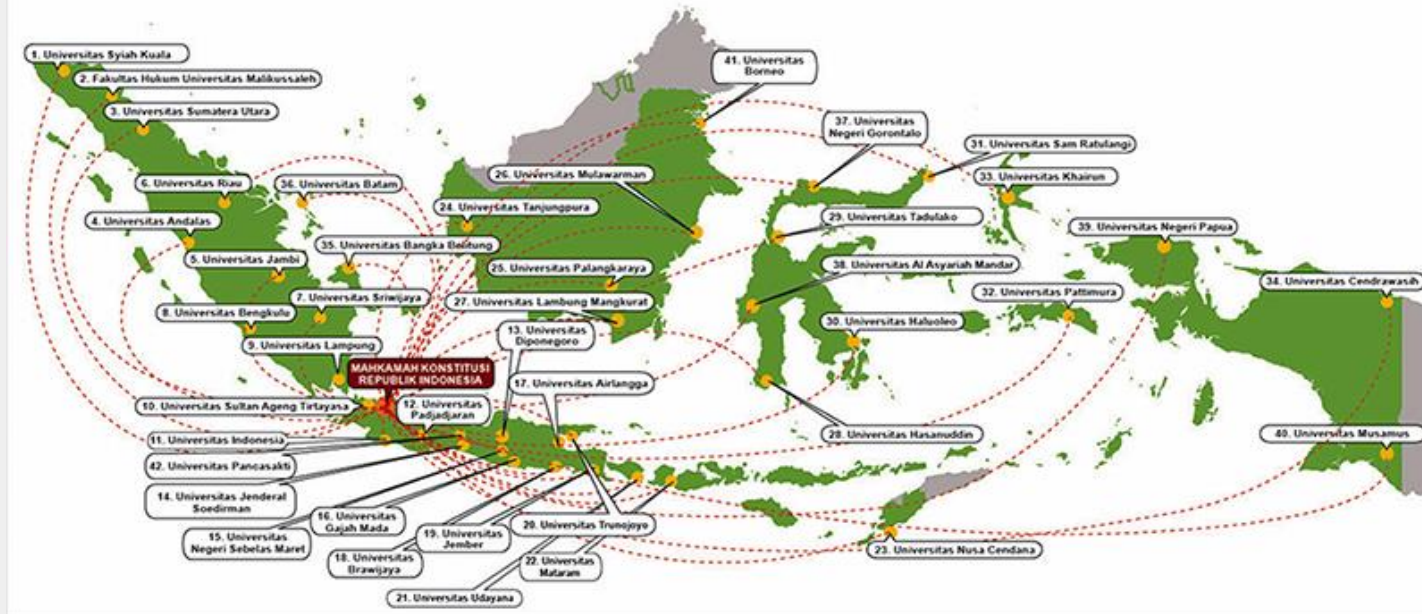 1. Universitas Syiah Kuala
2. Fakultas Hukum Universitas Malikussaleh
3. Universitas Sumatera Utara
41. Universitas
Borneo
37. Universitas
Negeri Gorontalo
31. Universitas Sam Ratulangi
6. Universitas Riau
36. Universitas Batam
26. Universitas Mulawarman
33. Universitas Khairun
4. Universitas Andalas
24. Universitas Tanjungpura
29. Universitas Tadulako
39. Universitas Negeri Papua
35. Universitas Bangka Belitung
5. Universitas Jambi
25. Universitas Palangkaraya
38. Universitas Al Asyariah Mandar
34. Universitas Cendrawasih
7. Universitas Sriwijaya
27. Universitas Lambung Mangkurat
32. Universitas Pattimura
8. Universitas Bengkulu
13. Universitas
Diponegoro
30. Universitas Haluoleo
9. Universitas Lampung
MAHKAMAH KONSTITUSI
REPUBLIK INDONESIA
17. Universitas Airlangga
10. Universitas Sultan Ageng Tirtayasa
12. Universitas
Padjadjaran
11. Universitas Indonesia
28. Universitas Hasanuddin
40. Universitas Musamus
42. Universitas Pancasakti
14. Universitas Jenderal
Soedirman
16. Universitas
Gajah Mada
20. Universitas Trunojoyo
15. Universitas
Negeri Sebelas Maret
19. Universitas
Jember
18. Universitas
Brawijaya
22. Universitas
Mataram
23. Universitas Nusa Cendana
21. Universitas Udayana